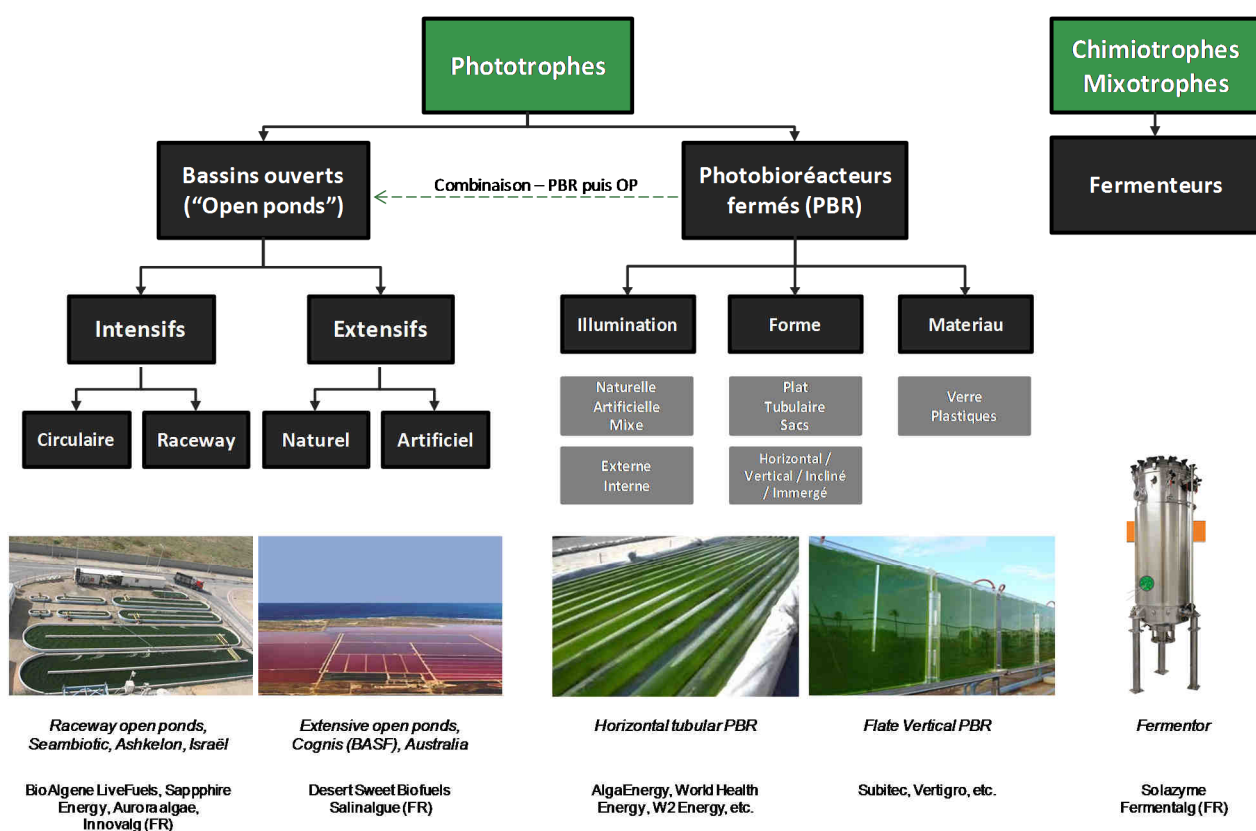 Phototrophes
Chimiotrophes
Mixotrophes
Bassins ouverts
(“Open ponds”)
Combinaison – PBR puis OP
Photobioréacteurs
fermés (PBR)
Fermenteurs
Intensifs
Extensifs
Illumination
Forme
Materiau
Circulaire
Raceway
Naturel
Artificiel
Naturelle
Artificielle
Mixe
Plat
Tubulaire
Sacs
Verre
Plastiques
Externe
Interne
Horizontal /
Vertical / Incliné
/ Immergé
Raceway open ponds,
Seambiotic, Ashkelon, Israël
Extensive open ponds,
Cognis (BASF), Australia
Horizontal tubular PBR
Flate Vertical PBR
Fermentor
BioAlgene LiveFuels, Sappphire
Energy, Aurora algae,
Innovalg (FR)
Desert Sweet Biofuels
Salinalgue (FR)
AlgaEnergy, World Health
Energy, W2 Energy, etc.
Subitec, Vertigro, etc.
Solazyme
Fermentalg (FR)